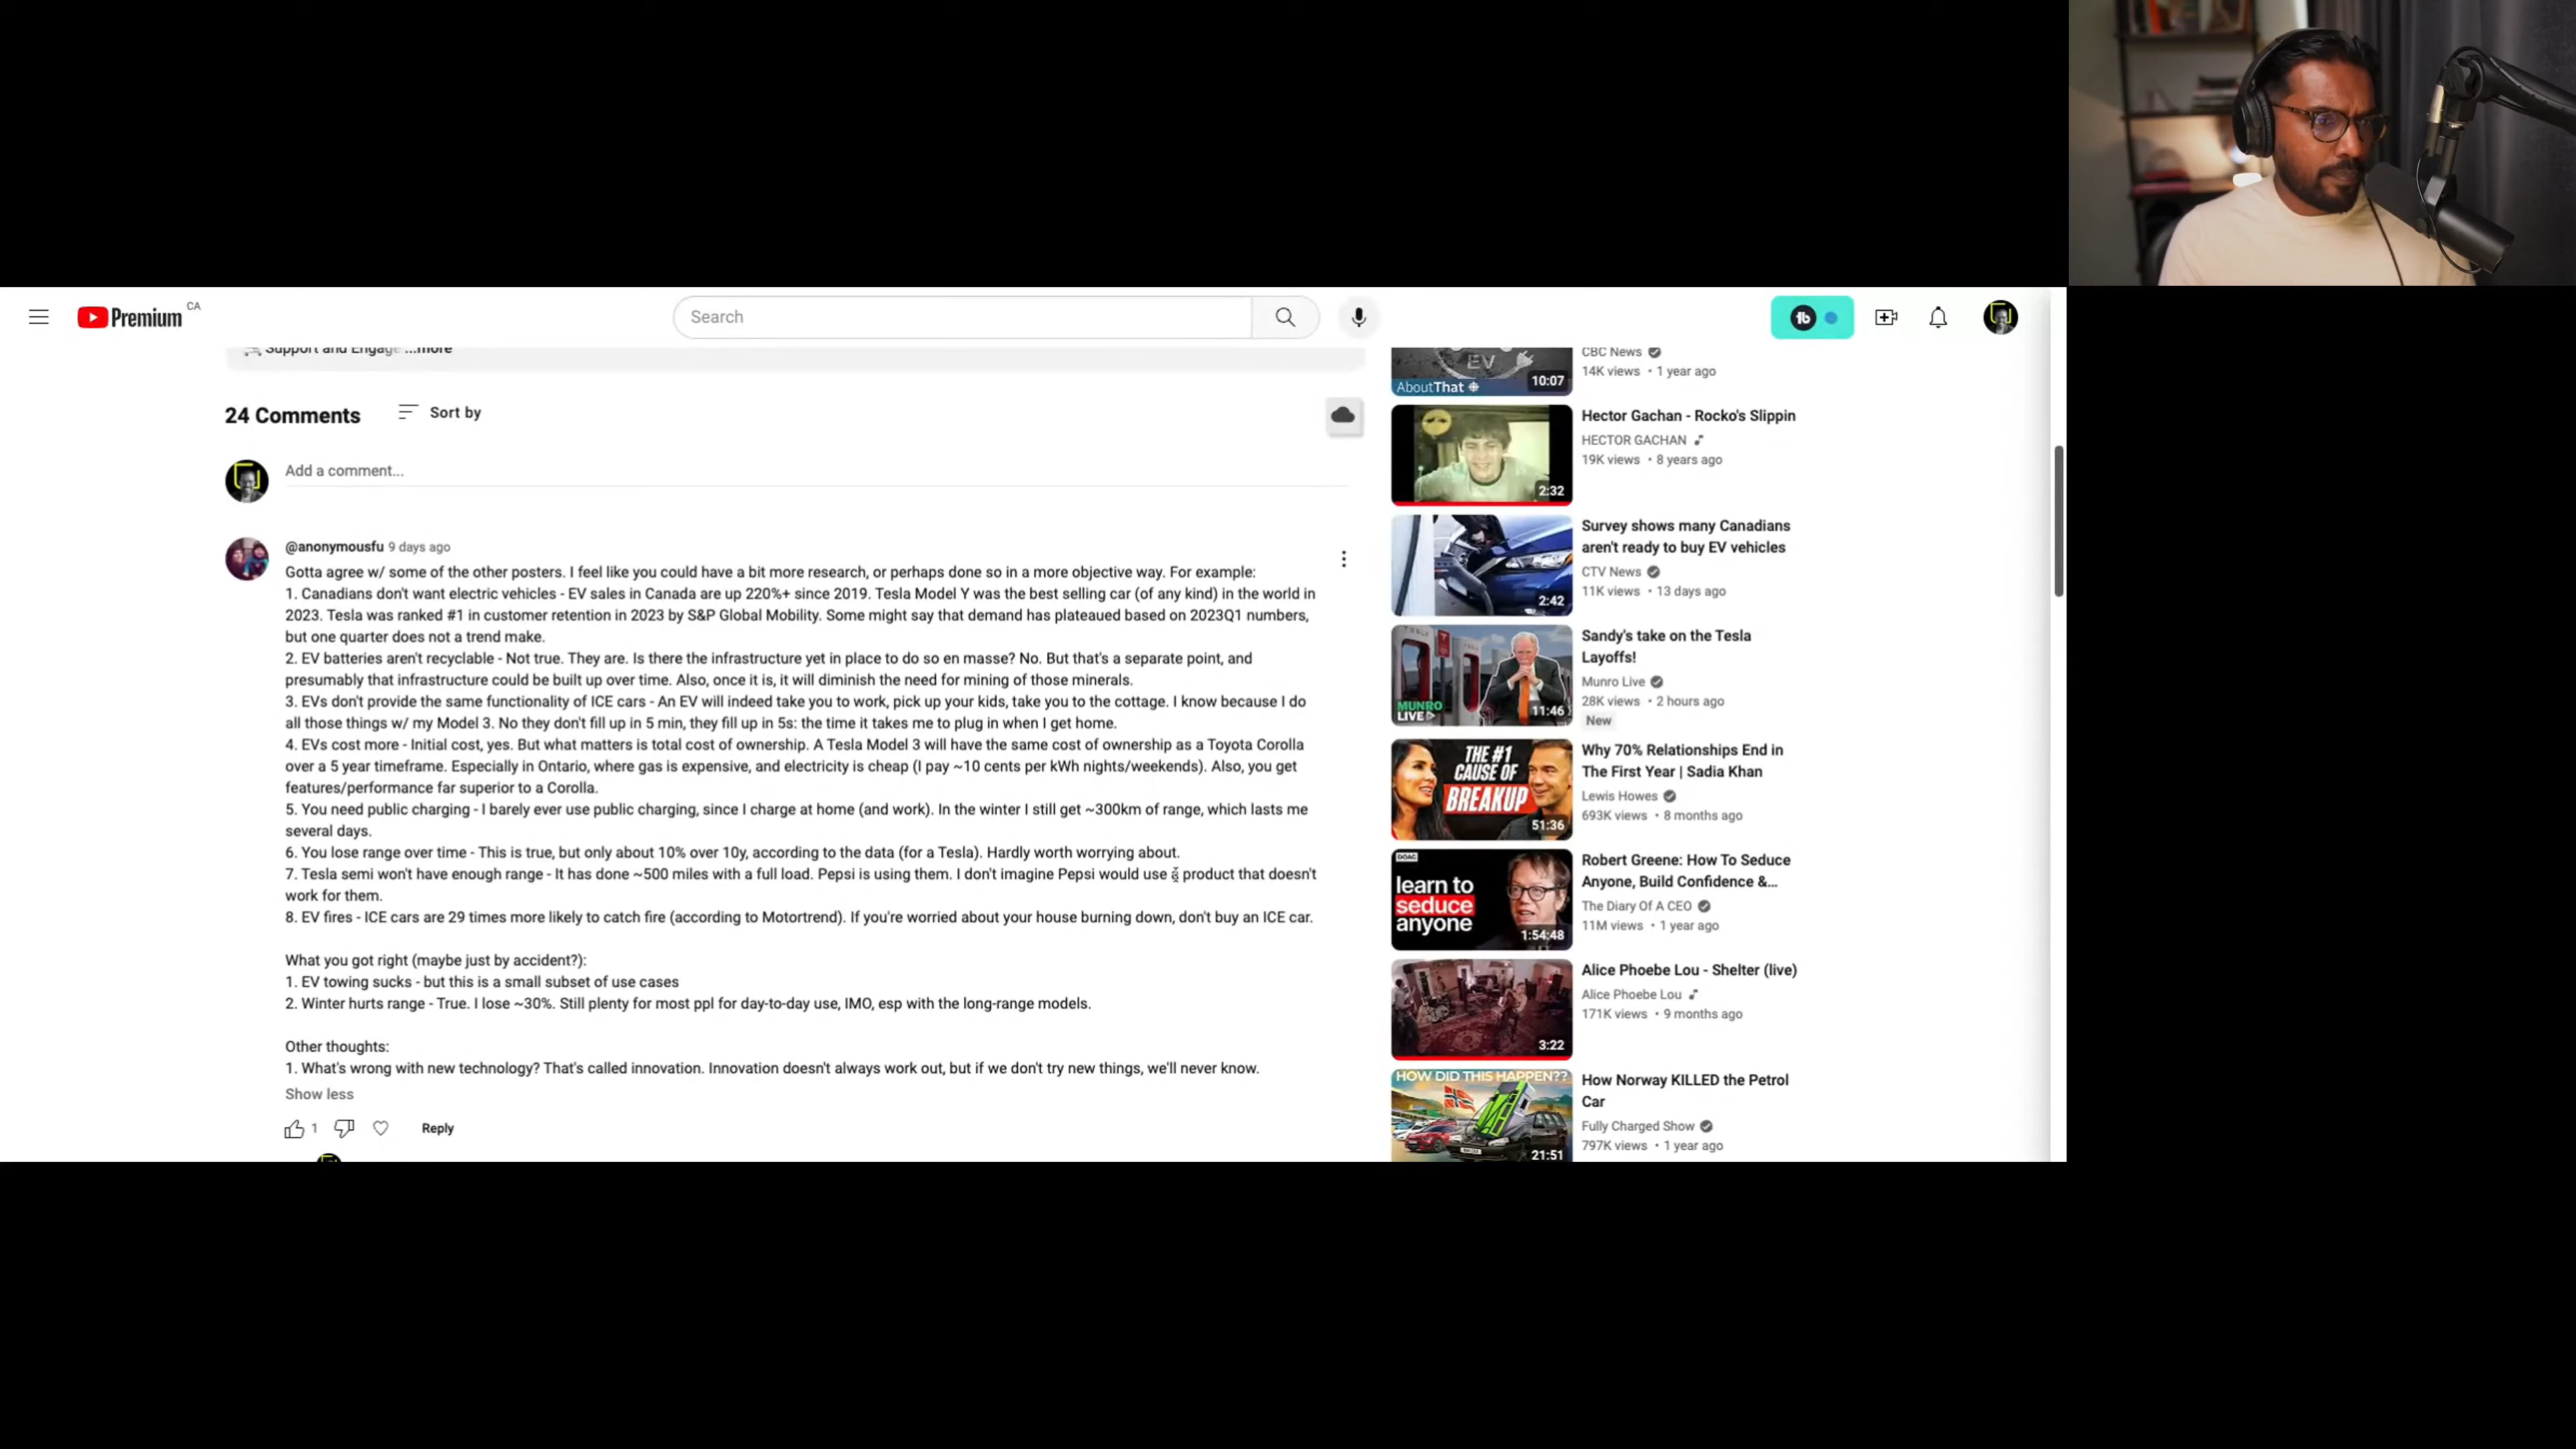 Premium CA
Search
Support and Engage ...more
24 Comments
Sort by
Add a comment...
@anonymousfu 9 days ago
Gotta agree w/ some of the other posters. I feel like you could have a bit more research, or perhaps done so in a more objective way. For example:
1. Canadians don't want electric vehicles - EV sales in Canada are up 220%+ since 2019. Tesla Model Y was the best selling car (of any kind) in the world in
2023. Tesla was ranked #1 in customer retention in 2023 by S&P Global Mobility. Some might say that demand has plateaued based on 2023Q1 numbers,
but one quarter does not a trend make.
2. EV batteries aren't recyclable - Not true. They are. Is there the infrastructure yet in place to do so en masse? No. But that's a separate point, and
presumably that infrastructure could be built up over time. Also, once it is, it will diminish the need for mining of those minerals.
3. EVs don't provide the same functionality of ICE cars - An EV will indeed take you to work, pick up your kids, take you to the cottage. I know because I do
all those things w/ my Model 3. No they don't fill up in 5 min, they fill up in 5s: the time it takes me to plug in when I get home.
4. EVs cost more - Initial cost, yes. But what matters is total cost of ownership. A Tesla Model 3 will have the same cost of ownership as a Toyota Corolla
over a 5 year timeframe. Especially in Ontario, where gas is expensive, and electricity is cheap (I pay ~10 cents per kWh nights/weekends). Also, you get
features/performance far superior to a Corolla.
5. You need public charging - I barely ever use public charging, since I charge at home (and work). In the winter I still get ~300km of range, which lasts me
several days.
6. You lose range over time - This is true, but only about 10% over 10y, according to the data (for a Tesla). Hardly worth worrying about.
7. Tesla semi won't have enough range - It has done ~500 miles with a full load. Pepsi is using them. I don't imagine Pepsi would use a product that doesn't
work for them.
8. EV fires - ICE cars are 29 times more likely to catch fire (according to Motortrend). If you're worried about your house burning down, don't buy an ICE car.
What you got right (maybe just by accident?):
1. EV towing sucks - but this is a small subset of use cases
2. Winter hurts range - True. I lose ~30%. Still plenty for most ppl for day-to-day use, IMO, esp with the long-range models.
Other thoughts:
1. What's wrong with new technology? That's called innovation. Innovation doesn't always work out, but if we don't try new things, we'll never know.
Show less
1
Reply
EV
AboutThat
10:07
CBC News
14K views • 1 year ago
2:32
Hector Gachan - Rocko's Slippin
HECTOR GACHAN
19K views • 8 years ago
2:42
Survey shows many Canadians
aren't ready to buy EV vehicles
CTV News
11K views • 13 days ago
MUNRO
LIVE
11:46
Sandy's take on the Tesla
Layoffs!
Munro Live
28K views • 2 hours ago
New
THE #1
CAUSE OF
BREAKUP
51:36
Why 70% Relationships End in
The First Year | Sadia Khan
Lewis Howes
693K views • 8 months ago
DOAC
learn to
seduce
anyone
1:54:48
Robert Greene: How To Seduce
Anyone, Build Confidence &...
The Diary Of A CEO
11M views • 1 year ago
3:22
Alice Phoebe Lou - Shelter (live)
Alice Phoebe Lou
171K views • 9 months ago
HOW DID THIS HAPPEN??
21:51
How Norway KILLED the Petrol
Car
Fully Charged Show
797K views • 1 year ago